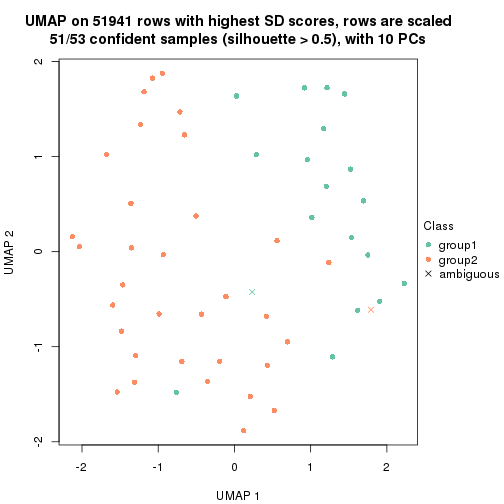 UMAP on 51941 rows with highest SD scores, rows are scaled
51/53 confident samples (silhouette > 0.5), with 10 PCs
2
1
0
-1
-2
UMAP 2
-2
-1
0
1
2
UMAP 1
Class
group1
group2
ambiguous